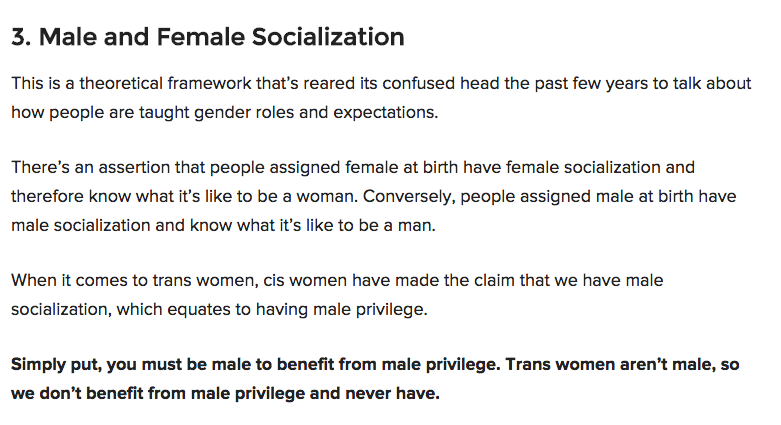 3. Male and Female Socialization
This is a theoretical framework that’s reared its confused head the past few years to talk about
how people are taught gender roles and expectations.
There’s an assertion that people assigned female at birth have female socialization and
therefore know what it’s like to be a woman. Conversely, people assigned male at birth have
male socialization and know what it’s like to be a man.
When it comes to trans women, cis women have made the claim that we have male
socialization, which equates to having male privilege.
Simply put, you must be male to benefit from male privilege. Trans women aren’t male, so
we don’t benefit from male privilege and never have.